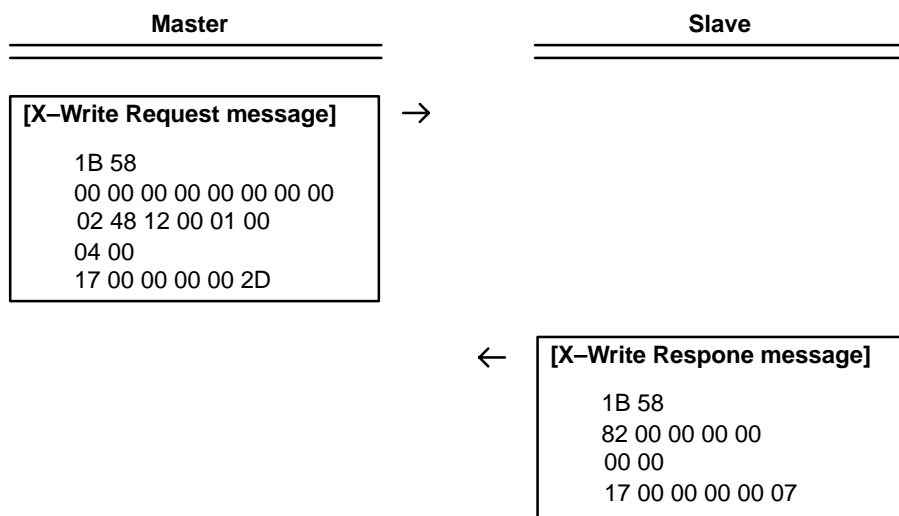 Master
Slave
[X–Write Request message]
1B 58
00 00 00 00 00 00 00 00
02 48 12 00 01 00
04 00
17 00 00 00 00 2D
[X–Write Respone message]
1B 58
82 00 00 00 00
00 00
17 00 00 00 00 07